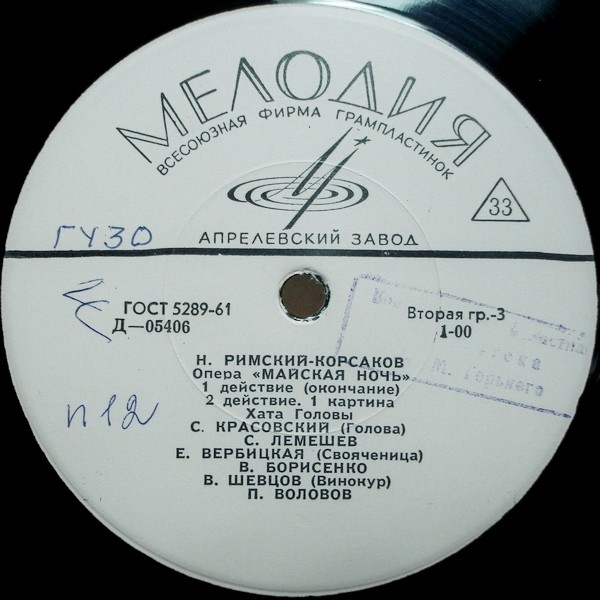 МЕЛОДИЯ
ВСЕСОЮЗНАЯ ФИРМА ГРАМПЛАСТИНОК
33
АПРЕЛЕВСКИЙ ЗАВОД
ГУЗО
ГОСТ 5289-61
Д—05406
Вторая гр.-3
1-00
М. Горького
п12
Н. РИМСКИЙ-КОРСАКОВ
Опера «МАЙСКАЯ НОЧЬ»
1 действие (окончание)
2 действие. 1 картина
Хата Головы
С. КРАСОВСКИЙ (Голова)
С. ЛЕМЕШЕВ
Е. ВЕРБИЦКАЯ (Свояченица)
В. БОРИСЕНКО
В. ШЕВЦОВ (Винокур)
П. ВОЛОВОВ